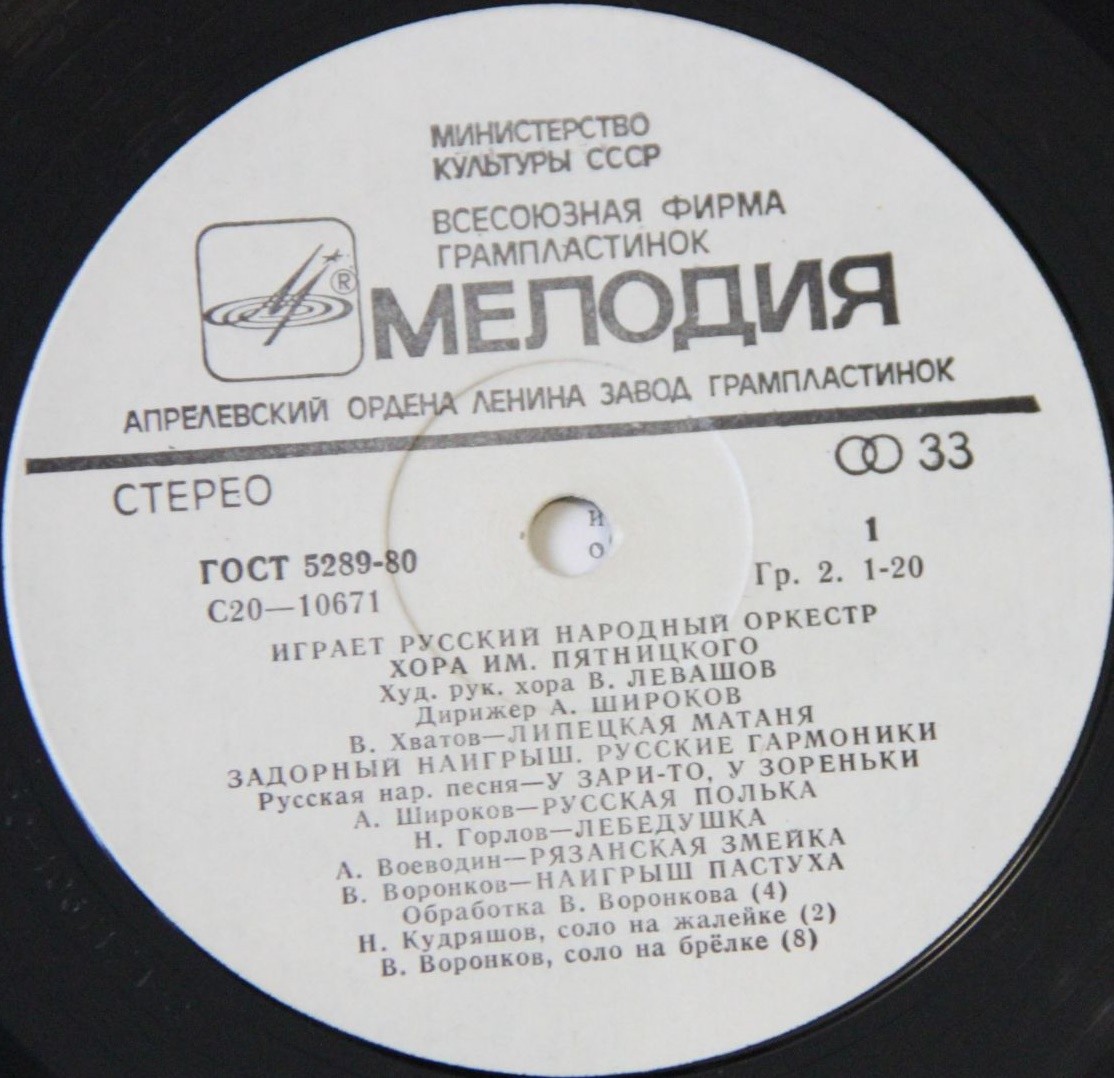 МИНИСТЕРСТВО
КУЛЬТУРЫ СССР
ВСЕСОЮЗНАЯ ФИРМА
ГРАМПЛАСТИНОК
®
МЕЛОДИЯ
АПРЕЛЕВСКИЙ ОРДЕНА ЛЕНИНА ЗАВОД ГРАМПЛАСТИНОК
СТЕРЕО
33
и
о
1
ГОСТ 5289-80
Гр. 2. 1-20
С20—10671
ИГРАЕТ РУССКИЙ НАРОДНЫЙ ОРКЕСТР
ХОРА ИМ. ПЯТНИЦКОГО
Худ. рук. хора В. ЛЕВАШОВ
Дирижер А. ШИРОКОВ
В. Хватов—ЛИПЕЦКАЯ МАТАНЯ
ЗАДОРНЫЙ НАИГРЫШ. РУССКИЕ ГАРМОНИКИ
Русская нар. песня—У ЗАРИ-ТО, У ЗОРЕНЬКИ
А. Широков—РУССКАЯ ПОЛЬКА
Н. Горлов—ЛЕБЕДУШКА
А. Воеводин—РЯЗАНСКАЯ ЗМЕЙКА
В. Воронков—НАИГРЫШ ПАСТУХА
Обработка В. Воронкова (4)
Н. Кудряшов, соло на жалейке (2)
В. Воронков, соло на брёлке (8)